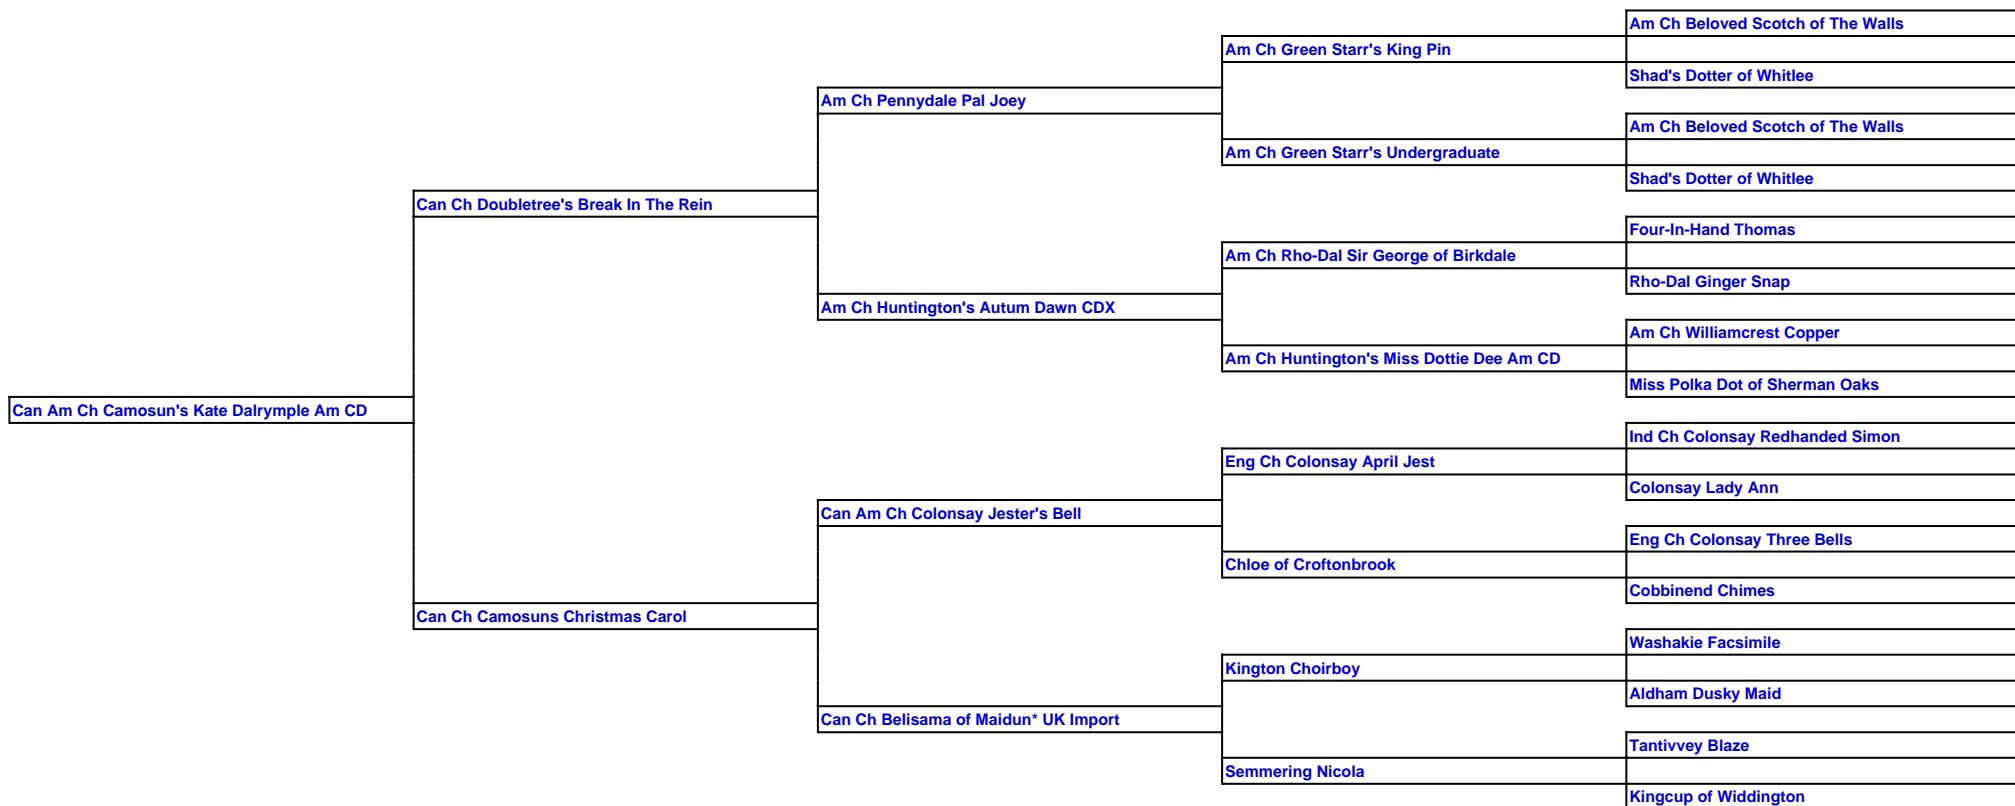 Am Ch Beloved Scotch of The Walls
Am Ch Green Starr's King Pin
Shad's Dotter of Whitlee
Am Ch Pennydale Pal Joey
Am Ch Beloved Scotch of The Walls
Am Ch Green Starr's Undergraduate
Shad's Dotter of Whitlee
Can Ch Doubletree's Break In The Rein
Four-In-Hand Thomas
Am Ch Rho-Dal Sir George of Birkdale
Rho-Dal Ginger Snap
Am Ch Huntington's Autum Dawn CDX
Am Ch Williamcrest Copper
Am Ch Huntington's Miss Dottie Dee Am CD
Miss Polka Dot of Sherman Oaks
Can Am Ch Camosun's Kate Dalrymple Am CD
Ind Ch Colonsay Redhanded Simon
Eng Ch Colonsay April Jest
Colonsay Lady Ann
Can Am Ch Colonsay Jester's Bell
Eng Ch Colonsay Three Bells
Chloe of Croftonbrook
Cobbinend Chimes
Can Ch Camosuns Christmas Carol
Washakie Facsimile
Kington Choirboy
Aldham Dusky Maid
Can Ch Belisama of Maidun* UK Import
Tantivvey Blaze
Semmering Nicola
Kingcup of Widdington